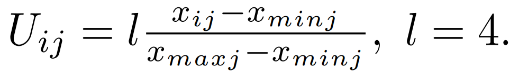 $U_{ij} = l\frac{x_{ij}-x_{minj}}{x_{maxj}-x_{minj}},\ l = 4.$